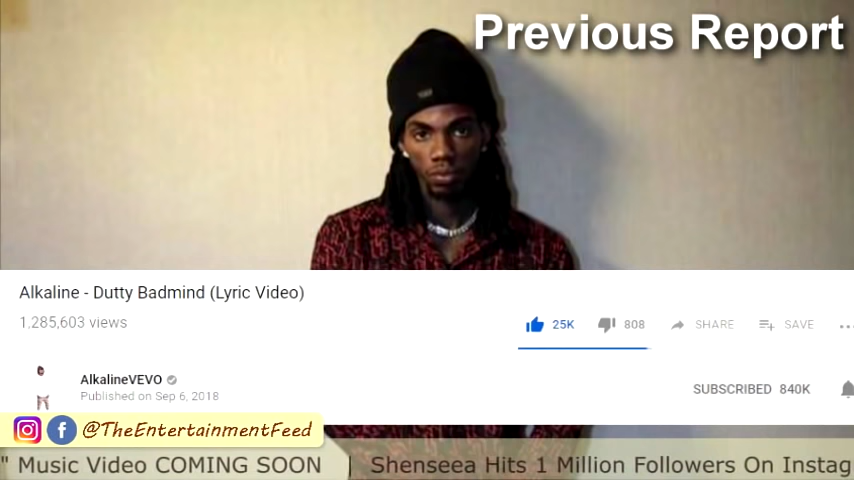 Previous Report
Alkaline - Dutty Badmind (Lyric Video)
1,285,603 views
25K 808 SHARE SAVE
AlkalineVEVO
Published on Sep 6, 2018
SUBSCRIBED 840K
@TheEntertainmentFeed
" Music Video COMING SOON | Shenseea Hits 1 Million Followers On Instag